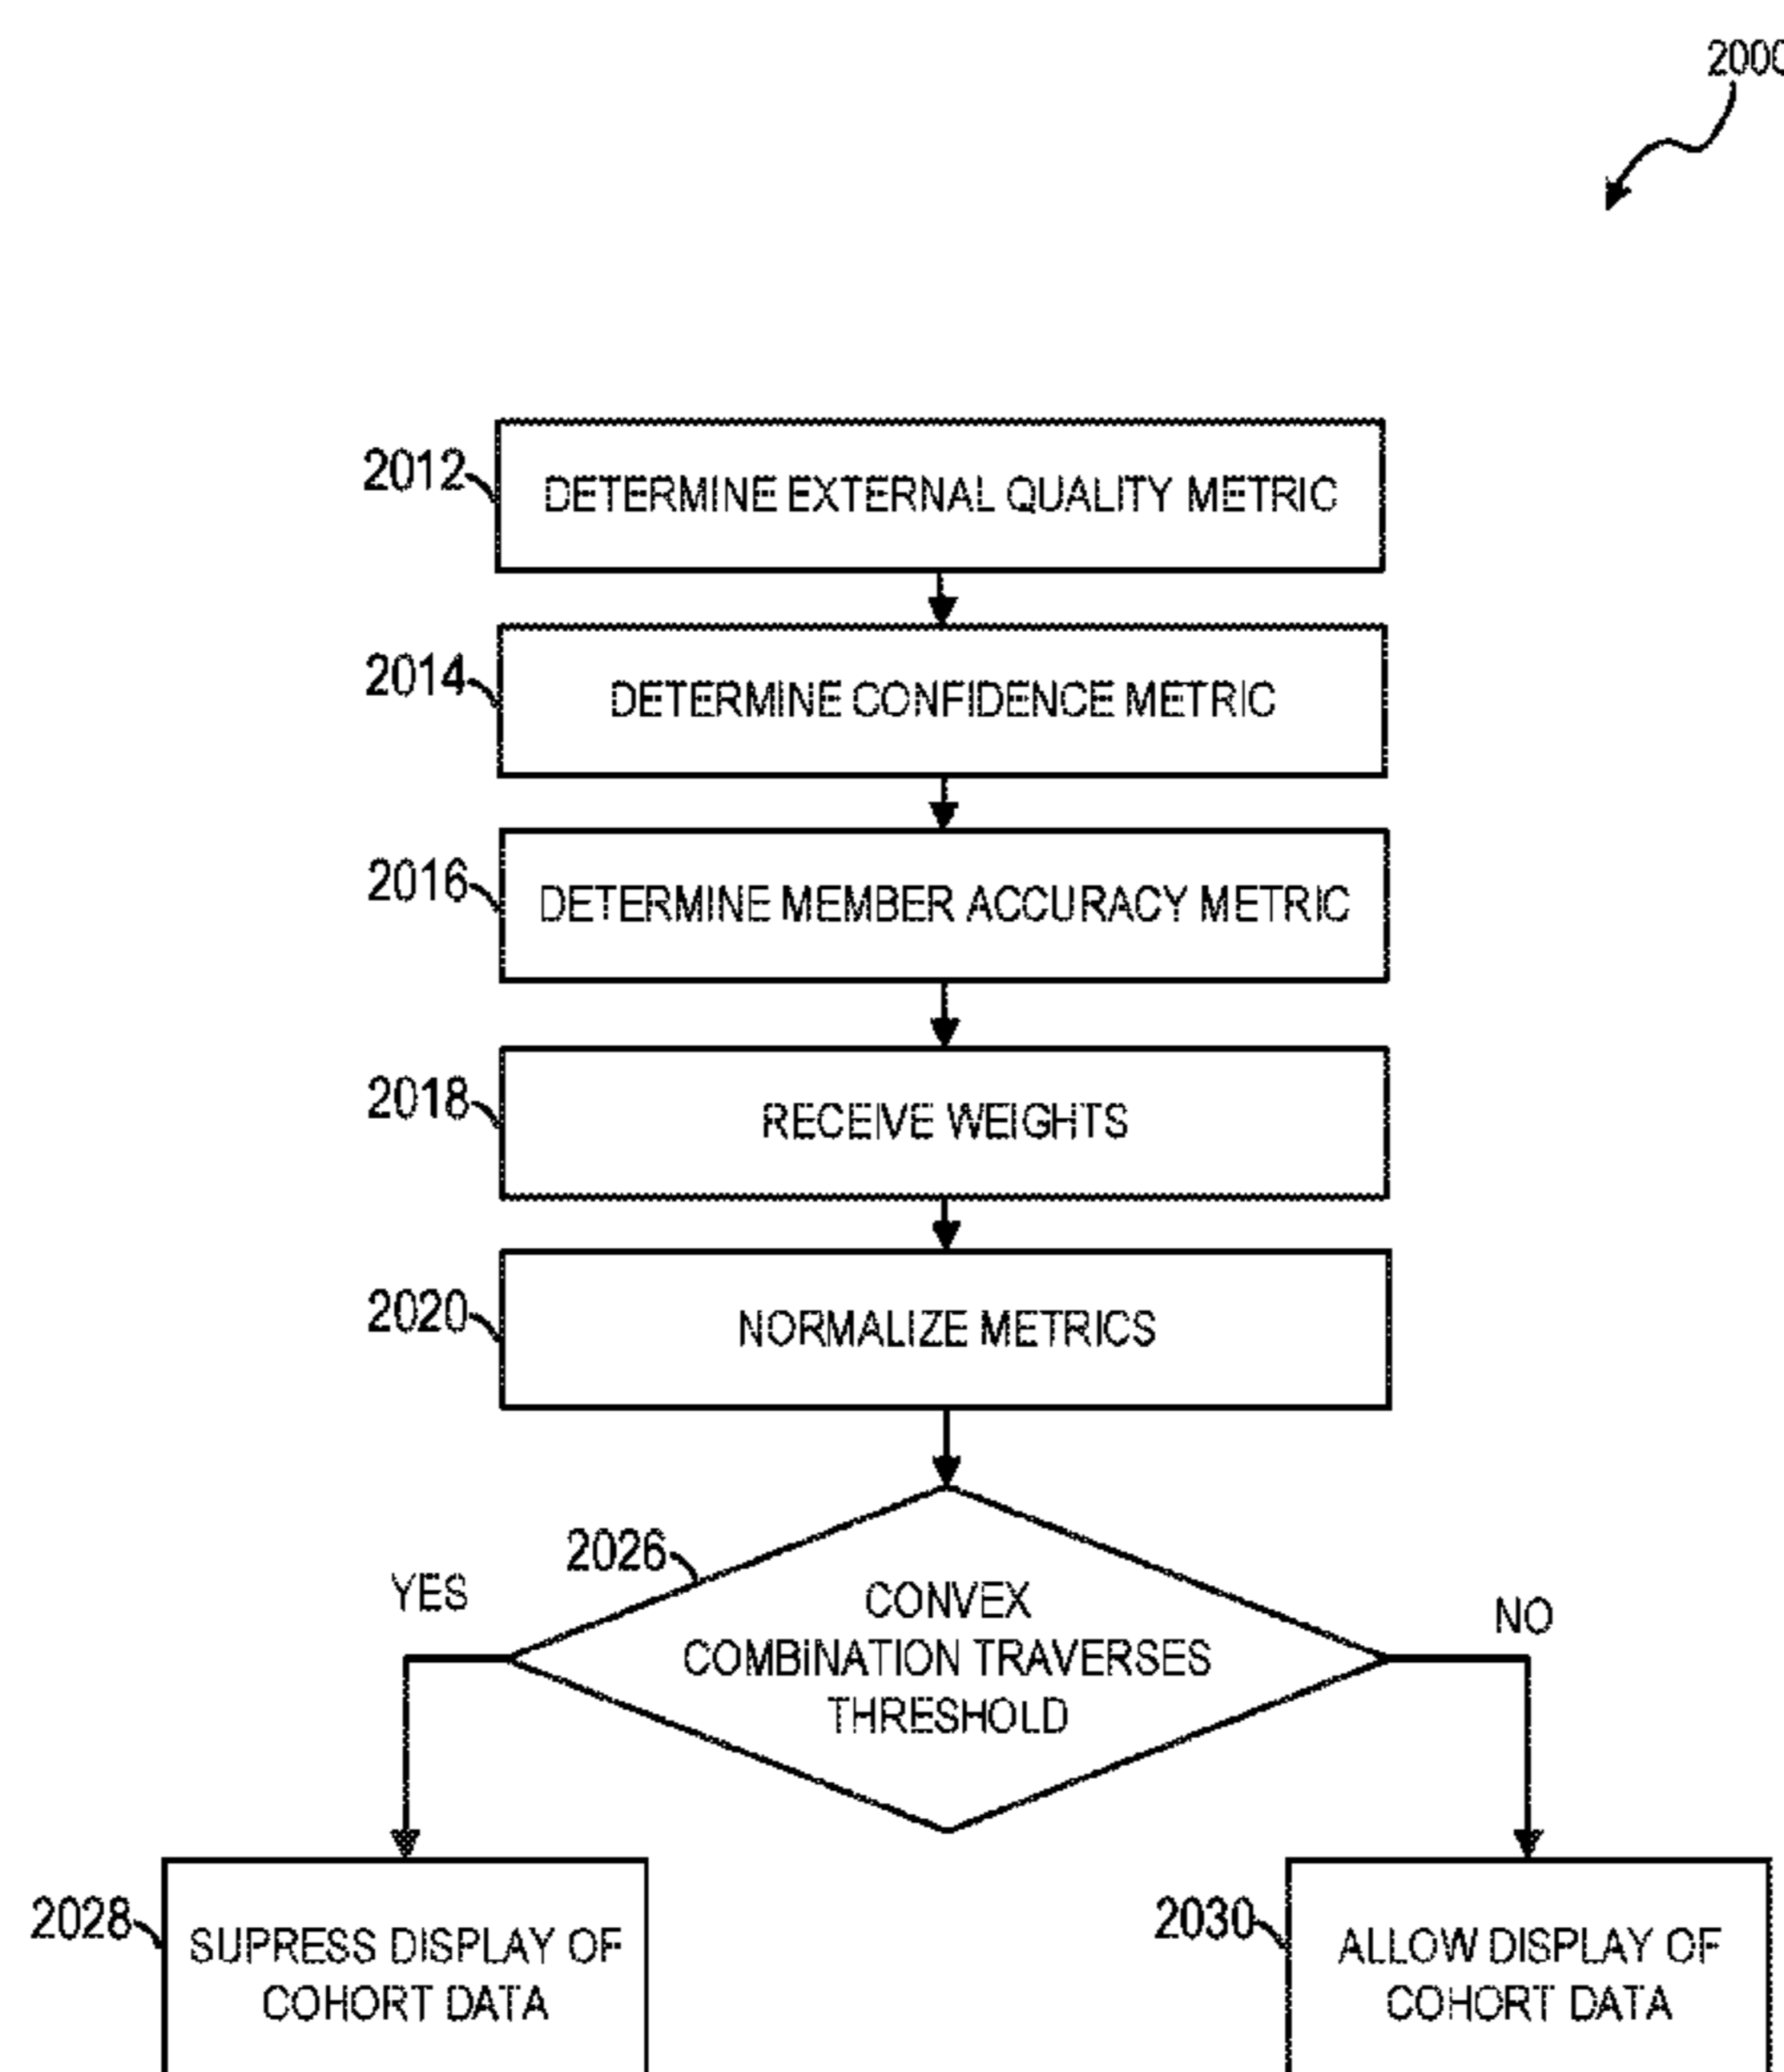 2000
2012
DETERMINE EXTERNAL QUALITY METRIC
2014
DETERMINE CONFIDENCE METRIC
2016
DETERMINE MEMBER ACCURACY METRIC
2018
RECEIVE WEIGHTS
2020
NORMALIZE METRICS
2026
YES
CONVEX
COMBINATION TRAVERSES
THRESHOLD
NO
2028
SUPRESS DISPLAY OF
COHORT DATA
2030
ALLOW DISPLAY OF
COHORT DATA